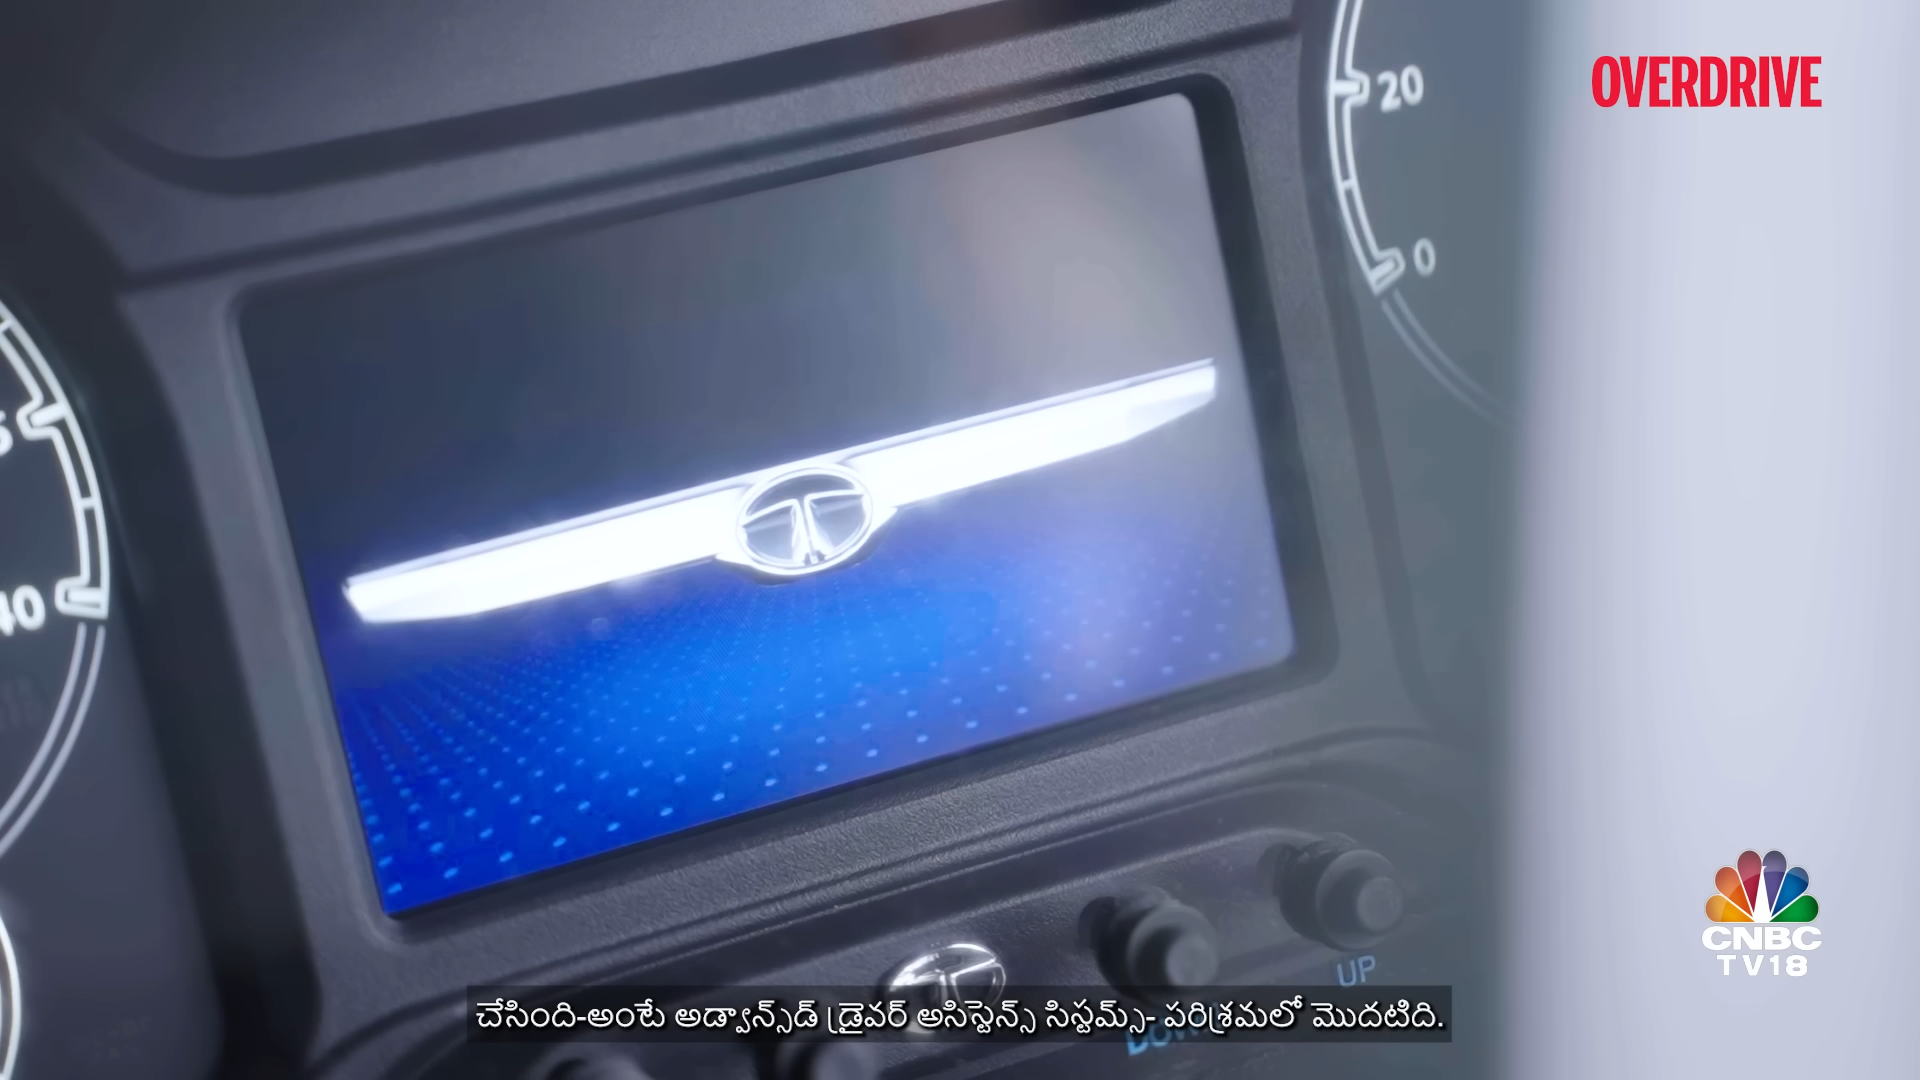 OVERDRIVE
20
0
40
UP
CNBC
TV18
చేసింది-అంటే అడ్వాన్స్‌డ్ డ్రైవర్ అసిస్టెన్స్ సిస్టమ్స్- పరిశ్రమలో మొదటిది.